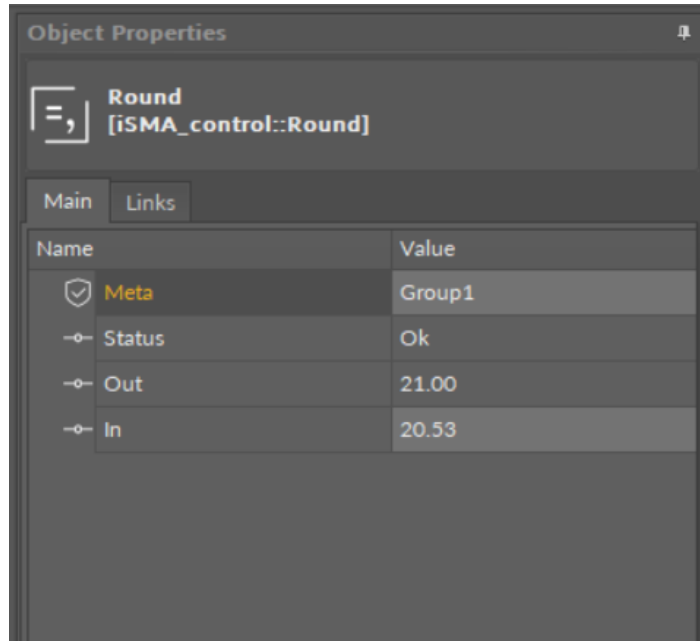 Object Properties
Round
[iSMA_control::Round]
Main Links
Name Value
Meta Group1
Status Ok
Out 21.00
In 20.53